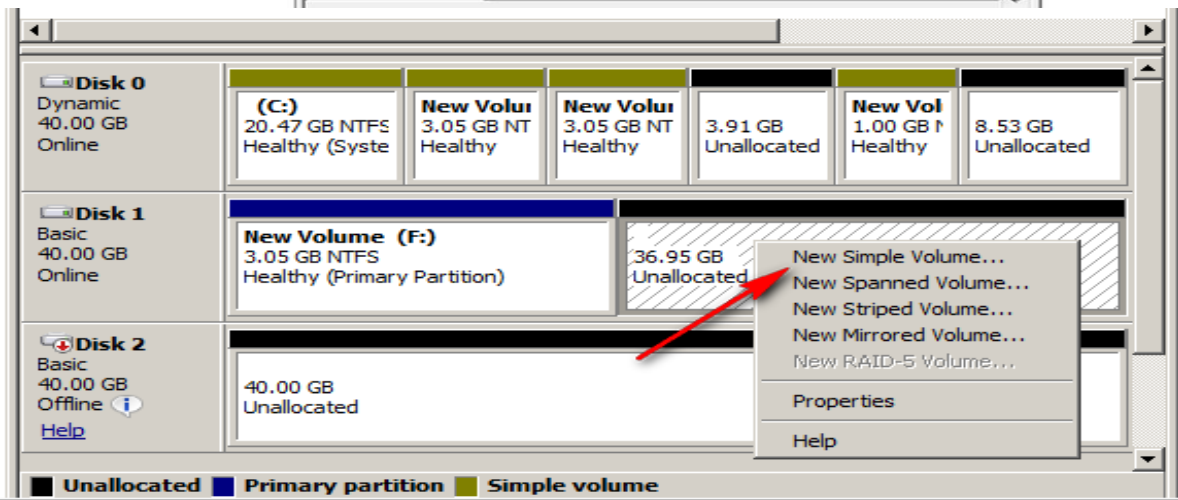 Disk 0
Dynamic
40.00 GB
Online
(C:)
20.47 GB NTFS
Healthy (Syste
New Volu
3.05 GB NT
Healthy
New Volu
3.05 GB NT
Healthy
3.91 GB
Unallocated
New Vol
1.00 GB
Healthy
8.53 GB
Unallocated
Disk 1
Basic
40.00 GB
Online
New Volume (F:)
3.05 GB NTFS
Healthy (Primary Partition)
36.95 GB
Unallocated
New Simple Volume...
New Spanned Volume...
New Striped Volume...
New Mirrored Volume...
New RAID-5 Volume...
Properties
Help
Disk 2
Basic
40.00 GB
Offline
Help
40.00 GB
Unallocated
Unallocated Primary partition Simple volume